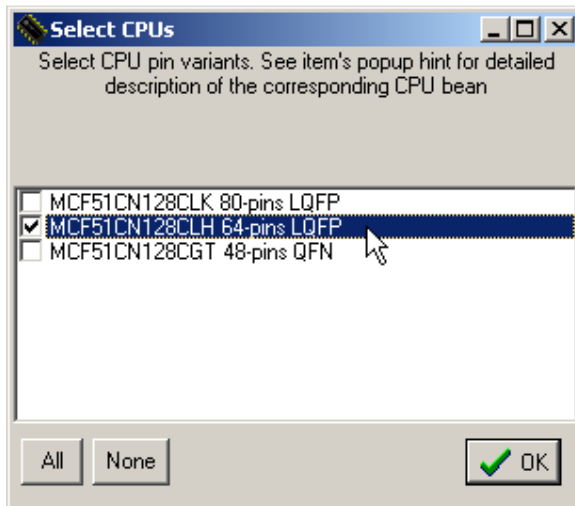 Select CPUs
Select CPU pin variants. See item's popup hint for detailed
description of the corresponding CPU bean
MCF51CN128CLK 80-pins LQFP
MCF51CN128CLH 64-pins LQFP
MCF51CN128CGT 48-pins QFN
All None OK